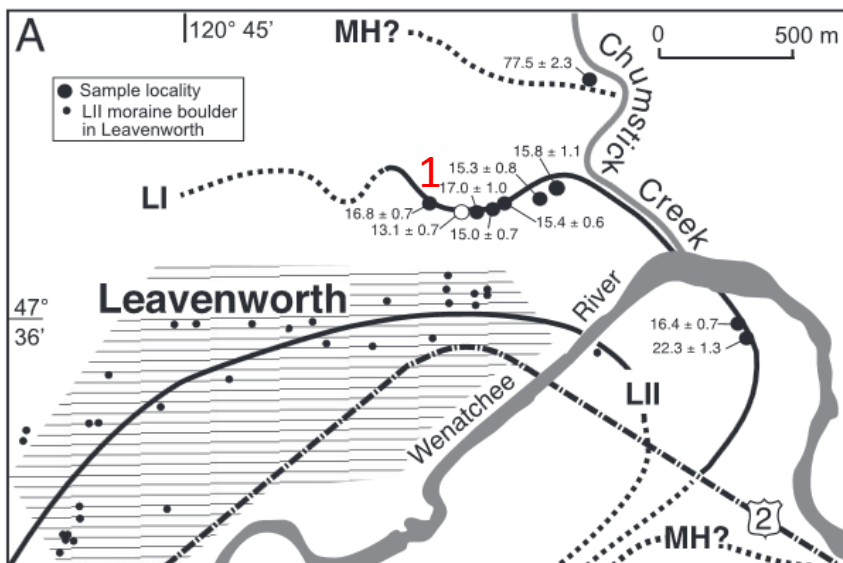 A
120° 45'
MH?
0 500 m
Sample locality
LII moraine boulder
in Leavenworth
77.5 ± 2.3
Chumstick
Creek
1
15.8 ± 1.1
15.3 ± 0.8
17.0 ± 1.0
LI
16.8 ± 0.7
13.1 ± 0.7
15.0 ± 0.7
15.4 ± 0.6
Leavenworth
River
47°
36'
16.4 ± 0.7
22.3 ± 1.3
LII
Wenatchee
2
MH?